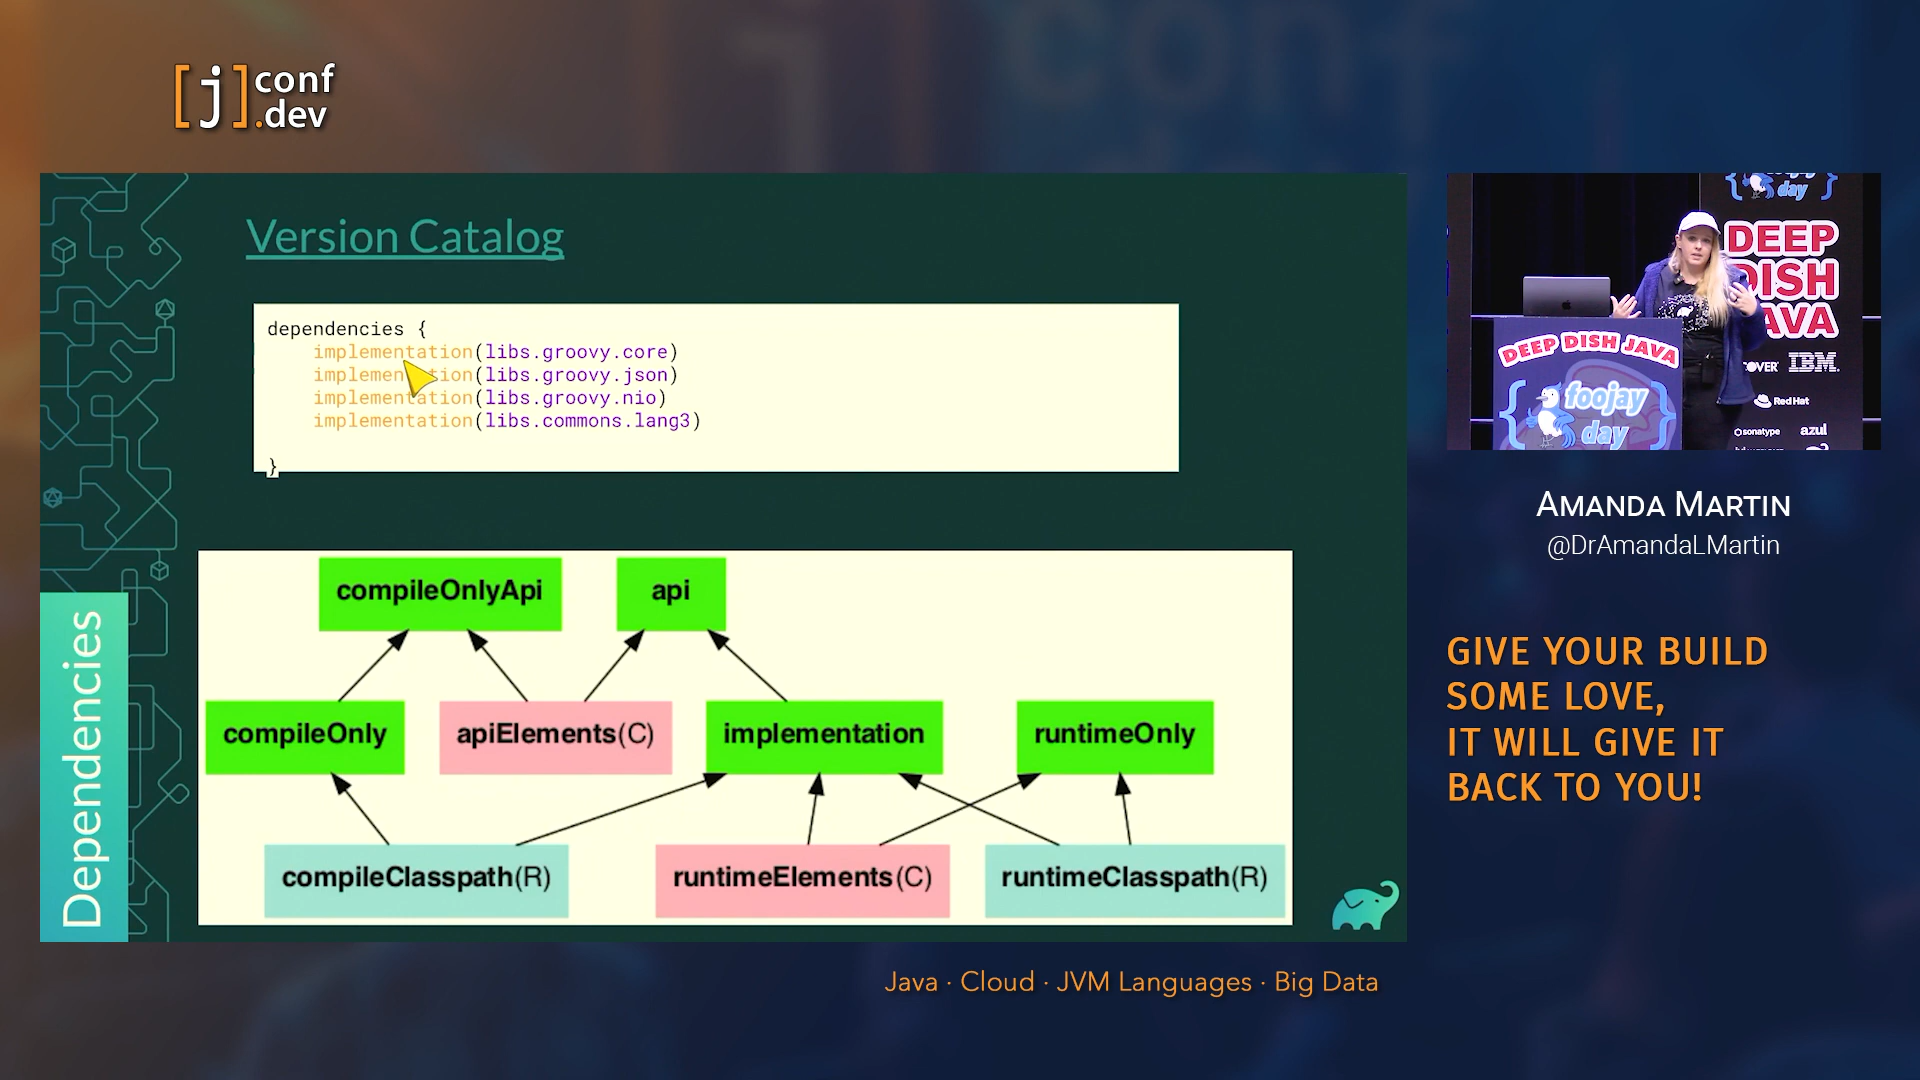 [j] conf
.dev
Version Catalog
dependencies {
implementation(libs.groovy.core)
implementation(libs.groovy.json)
implementation(libs.groovy.nio)
implementation(libs.commons.lang3)
}
Dependencies
compileOnlyApi
api
compileOnly
apiElements(C)
implementation
runtimeOnly
compileClasspath(R)
runtimeElements(C)
runtimeClasspath(R)
day
DEEP
DISH
JAVA
IBM
Red Hat
sonatype
azul
DEEP DISH JAVA
{ foojay
day }
AMANDA MARTIN
@DrAmandaLMartin
GIVE YOUR BUILD
SOME LOVE,
IT WILL GIVE IT
BACK TO YOU!
Java · Cloud · JVM Languages · Big Data